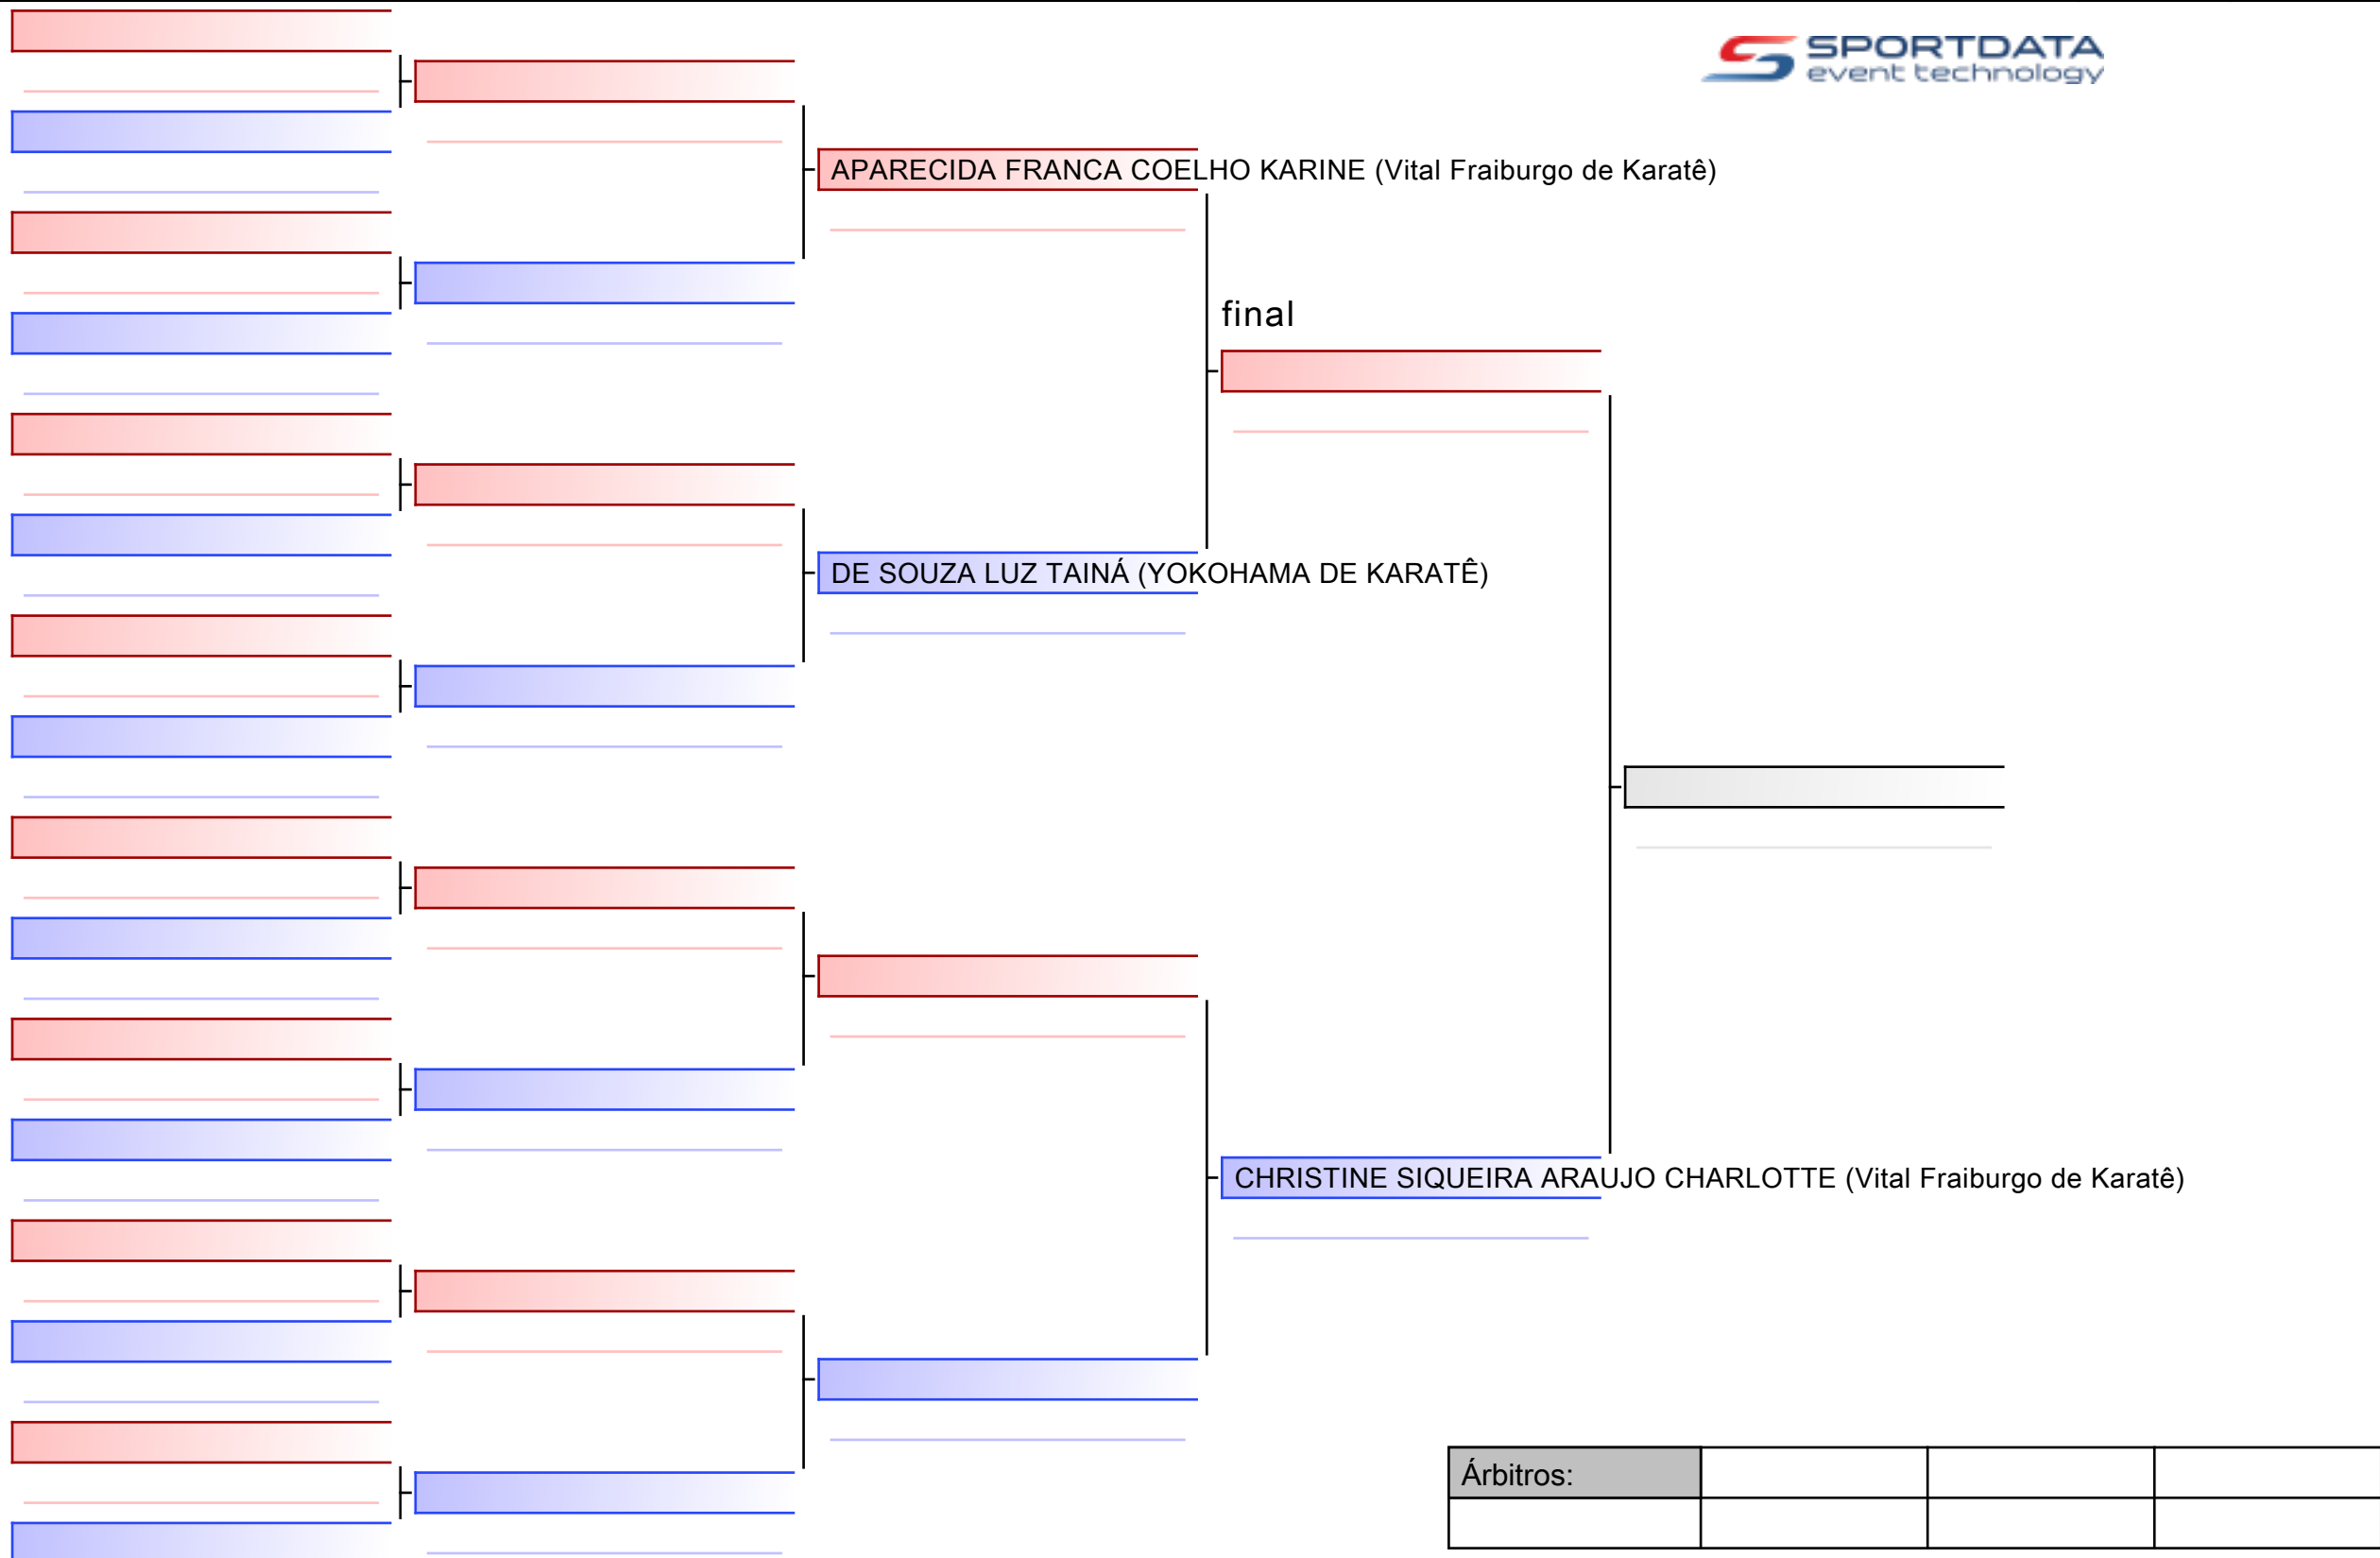 SPORTDATA
event technology
APARECIDA FRANCA COELHO KARINE (Vital Fraiburgo de Karatê)
final
DE SOUZA LUZ TAINÁ (YOKOHAMA DE KARATÊ)
CHRISTINE SIQUEIRA ARAUJO CHARLOTTE (Vital Fraiburgo de Karatê)
Árbitros: